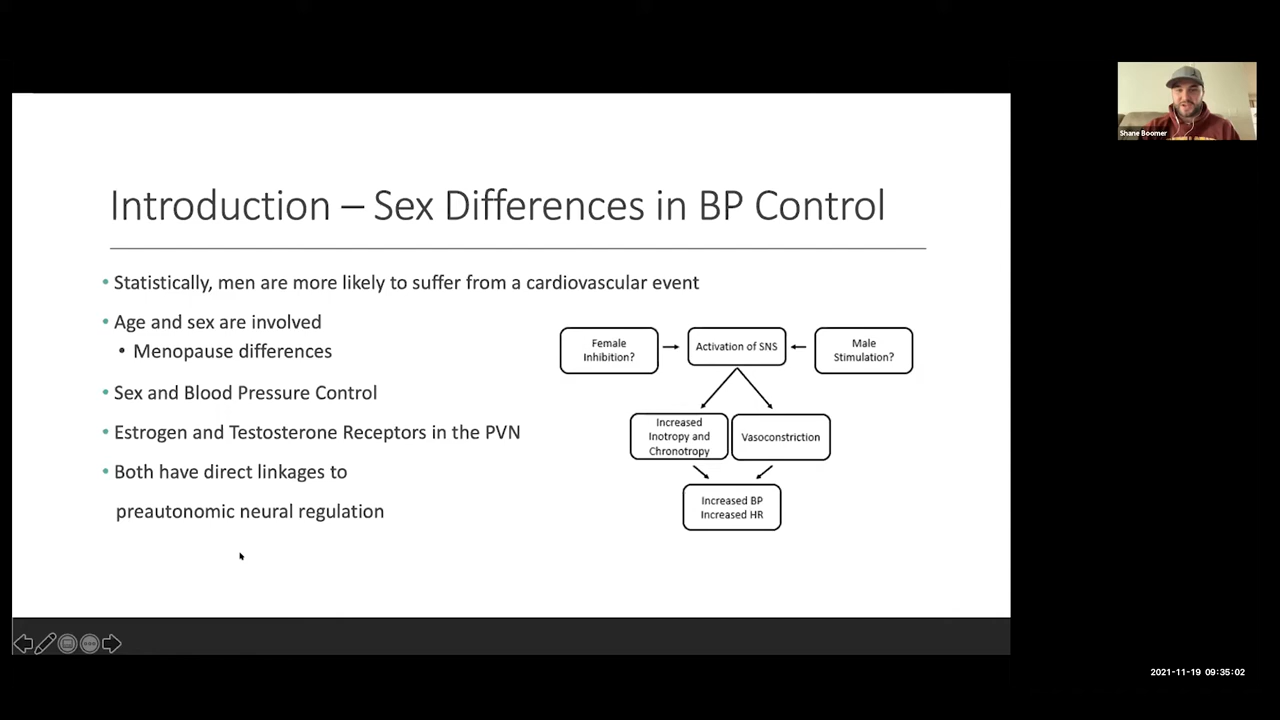 Shane Boomer
Introduction – Sex Differences in BP Control
• Statistically, men are more likely to suffer from a cardiovascular event
• Age and sex are involved
• Menopause differences
• Sex and Blood Pressure Control
• Estrogen and Testosterone Receptors in the PVN
• Both have direct linkages to
preautonomic neural regulation
Female
Inhibition?
Activation of SNS
Male
Stimulation?
Increased
Inotropy and
Chronotropy
Vasoconstriction
Increased BP
Increased HR
2021-11-19 09:35:02